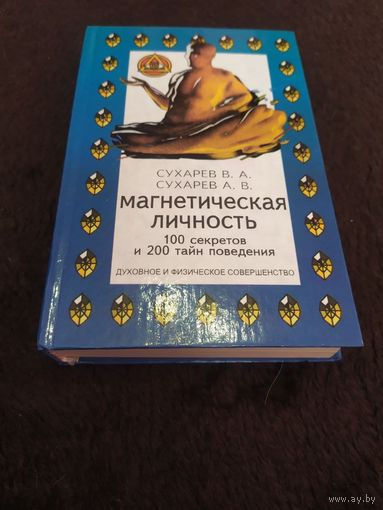 СУХАРЕВ В. А.
СУХАРЕВ А. В.
МАГНЕТИЧЕСКАЯ
ЛИЧНОСТЬ
100 секретов
и 200 тайн поведения
ДУХОВНОЕ И ФИЗИЧЕСКОЕ СОВЕРШЕНСТВО
www.ay.by